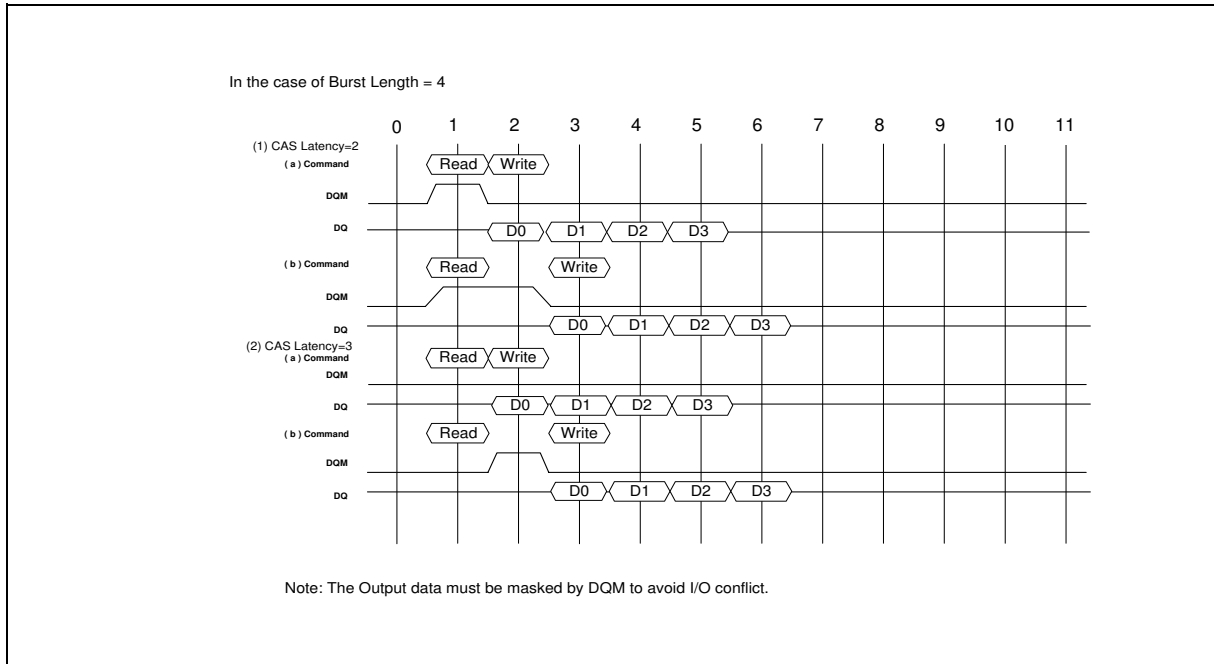 In the case of Burst Length = 4
0 1 2 3 4 5 6 7 8 9 10 11
(1) CAS Latency=2
( a ) Command Read Write
DQM
DQ D0 D1 D2 D3
( b ) Command Read Write
DQM
DQ D0 D1 D2 D3
(2) CAS Latency=3
( a ) Command Read Write
DQM
DQ D0 D1 D2 D3
( b ) Command Read Write
DQM
DQ D0 D1 D2 D3
Note: The Output data must be masked by DQM to avoid I/O conflict.